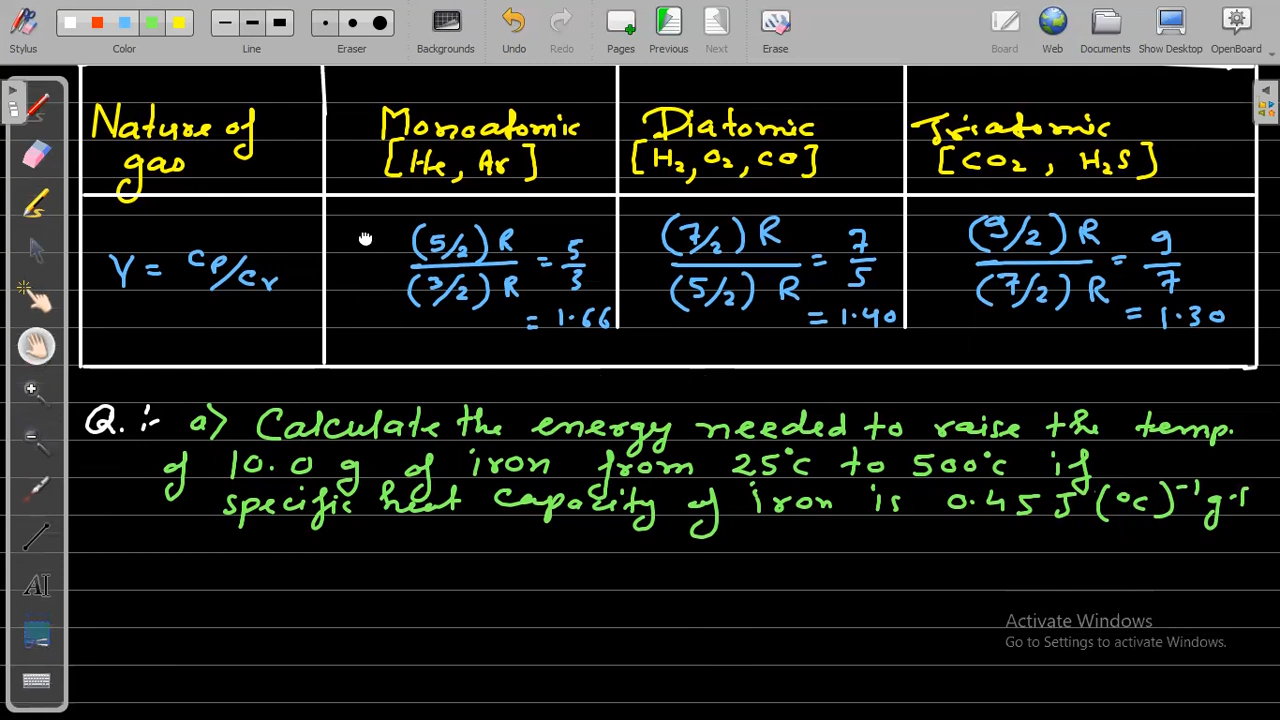 Stylus
Color
Line
Eraser
Backgrounds
Undo
Redo
Pages
Previous
Next
Erase
Board
Web
Documents
Show Desktop
OpenBoard
Nature of gas
Monoatomic [He, Ar]
Diatomic [H₂, O₂, CO]
Triatomic [CO₂, H₂S]
γ = Cp/Cv
(5/2) R / (3/2) R = 5/3
= 1.66
(7/2) R / (5/2) R = 7/5
= 1.40
(9/2) R / (7/2) R = 9/7
= 1.30
Q. :- a) Calculate the energy needed to raise the temp.
of 10.0 g of iron from 25°C to 500°C if
specific heat capacity of iron is 0.45 J (°C)⁻¹ g⁻¹
AI
Activate Windows
Go to Settings to activate Windows.